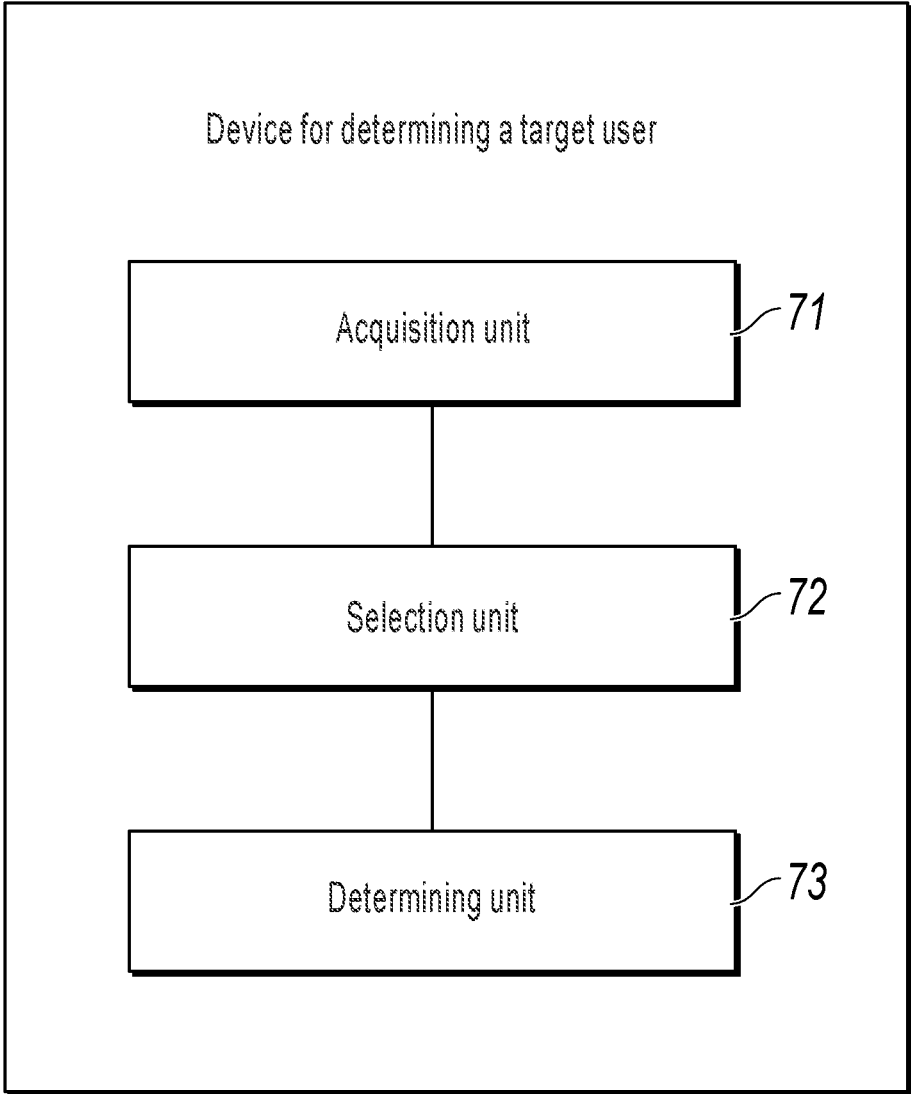 Device for determining a target user
Acquisition unit
71
Selection unit
72
Determining unit
73